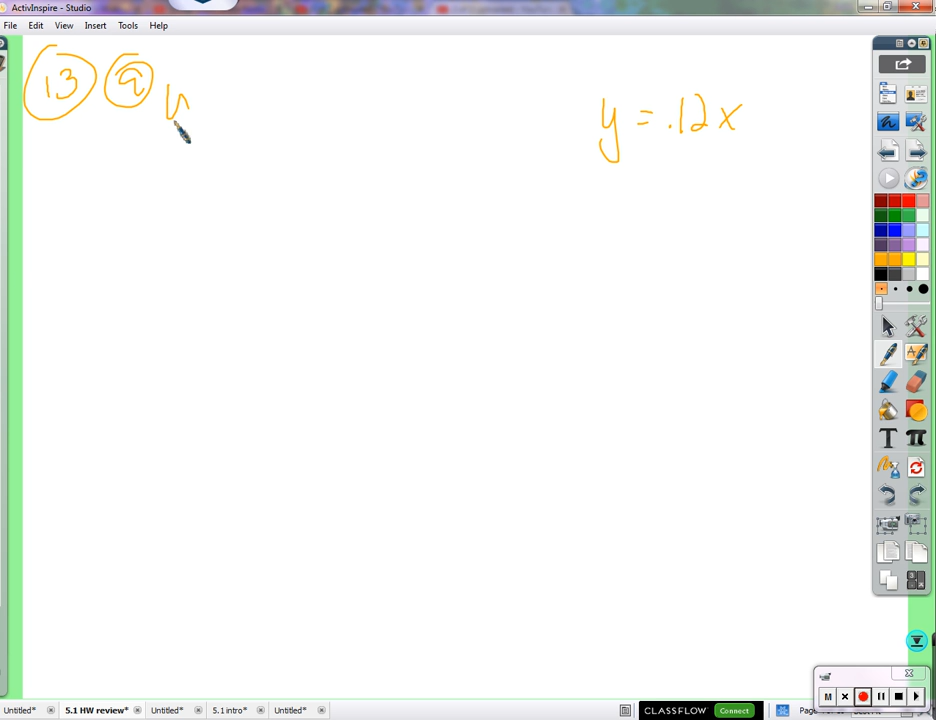 ActivInspire - Studio
File Edit View Insert Tools Help
13 a
y = .12x
Untitled* 5.1 HW review* Untitled* 5.1 intro* Untitled*
CLASSFLOW Connect